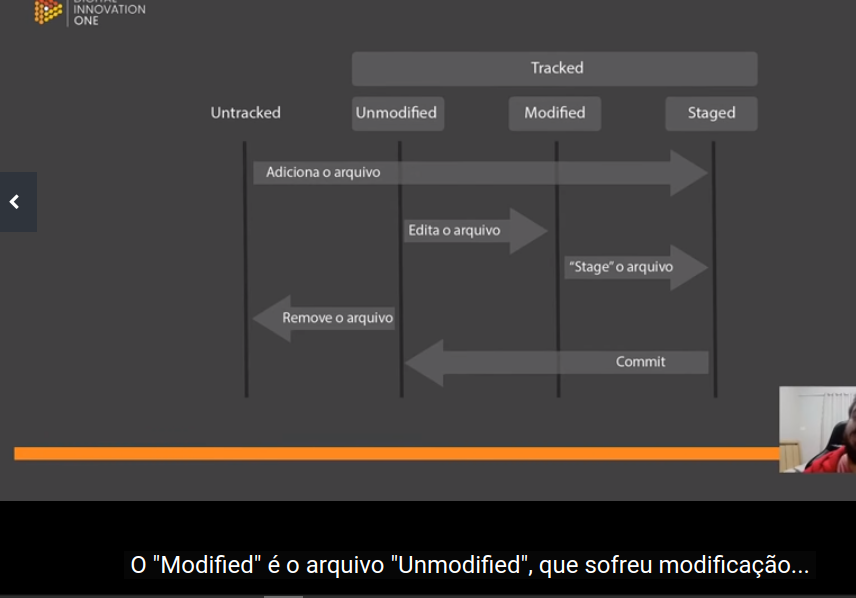 INNOVATION
ONE
Tracked
Untracked
Unmodified
Modified
Staged
Adiciona o arquivo
Edita o arquivo
"Stage" o arquivo
Remove o arquivo
Commit
O "Modified" é o arquivo "Unmodified", que sofreu modificação...